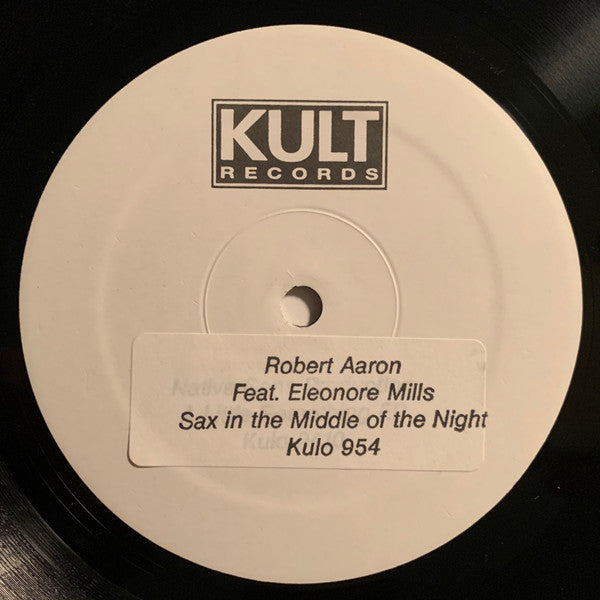 KULT
RECORDS
Robert Aaron
Feat. Eleonore Mills
Sax in the Middle of the Night
Kulo 954